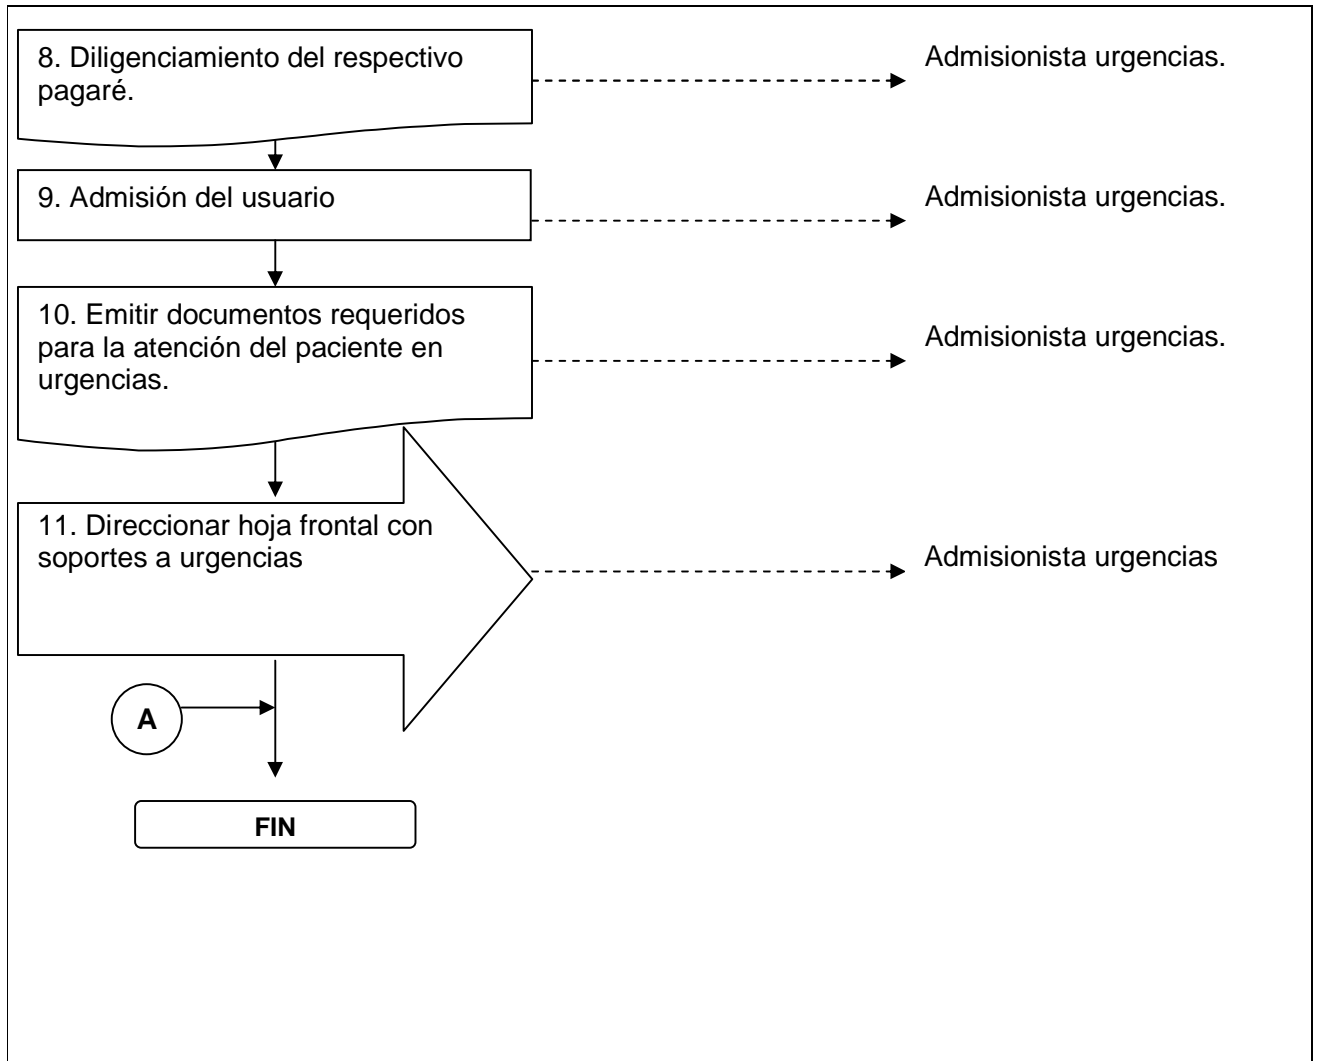 8. Diligenciamiento del respectivo
pagaré.
Admisionista urgencias.
9. Admisión del usuario
Admisionista urgencias.
10. Emitir documentos requeridos
para la atención del paciente en
urgencias.
Admisionista urgencias.
11. Direccionar hoja frontal con
soportes a urgencias
Admisionista urgencias
A
FIN